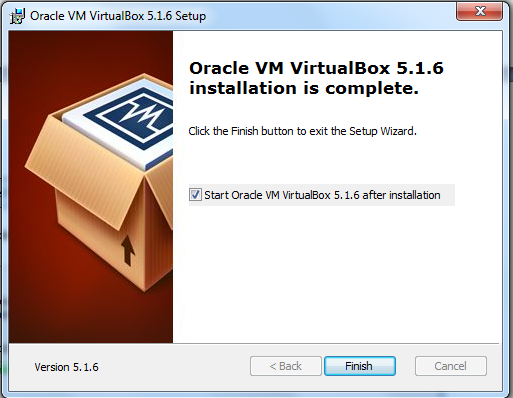 Oracle VM VirtualBox 5.1.6 Setup
Oracle VM VirtualBox 5.1.6
installation is complete.
Click the Finish button to exit the Setup Wizard.
Start Oracle VM VirtualBox 5.1.6 after installation
Version 5.1.6
< Back
Finish
Cancel